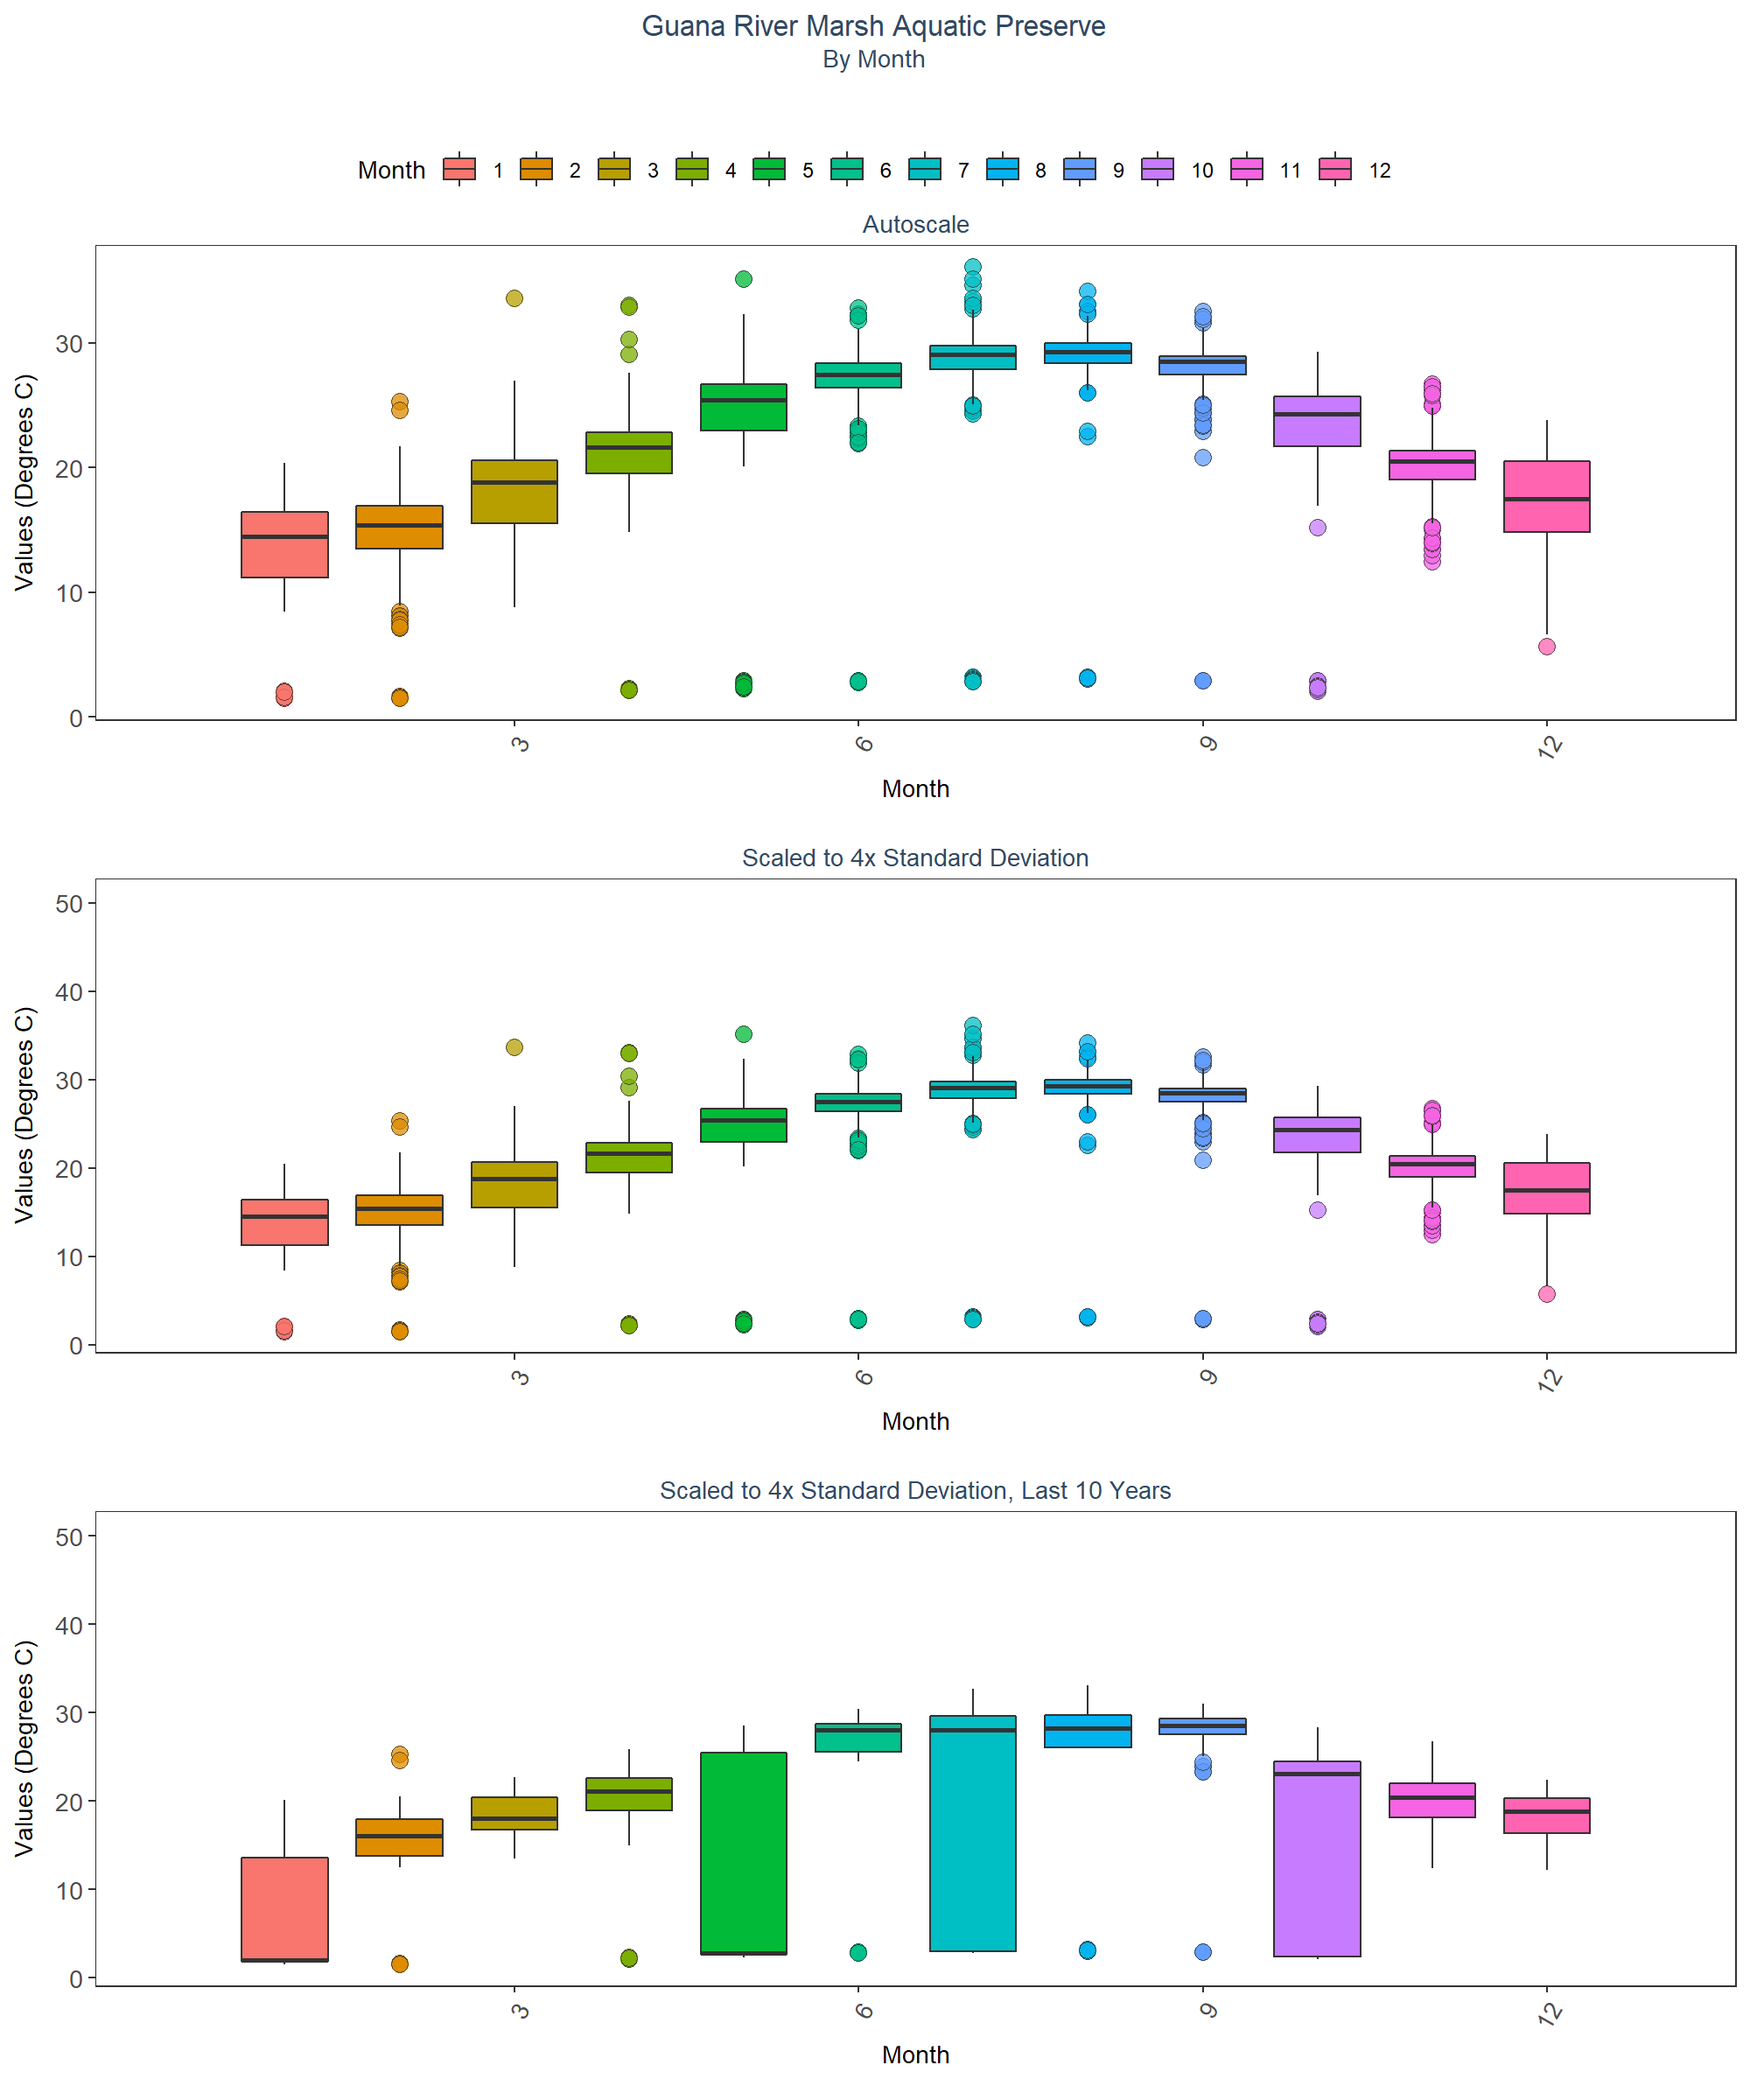 Guana River Marsh Aquatic Preserve
By Month
Month 1 2 3 4 5 6 7 8 9 10 11 12
Autoscale
Values (Degrees C)
30
20
10
0
3 6 9 12
Month
Scaled to 4x Standard Deviation
Values (Degrees C)
50
40
30
20
10
0
3 6 9 12
Month
Scaled to 4x Standard Deviation, Last 10 Years
Values (Degrees C)
50
40
30
20
10
0
3 6 9 12
Month